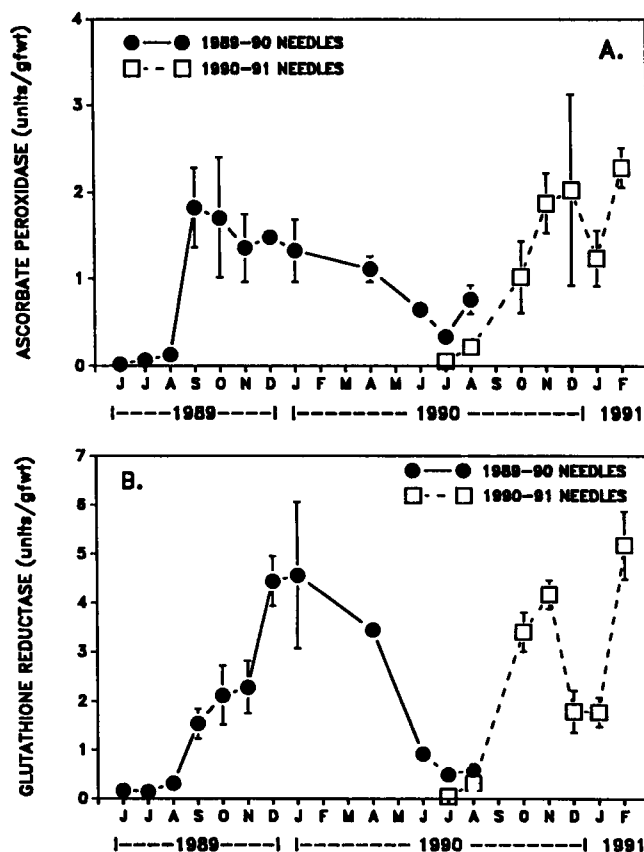 ASCORBATE PEROXIDASE (units/gfwt)
4
3
2
1
0
1989-90 NEEDLES
1990-91 NEEDLES
A.
J J A S O N D J F M A M J J A S O N D J F
|----1989-----| |---------1990---------| 1991
GLUTATHIONE REDUCTASE (units/gfwt)
7
6
5
4
3
2
1
0
B.
1989-90 NEEDLES
1990-91 NEEDLES
J J A S O N D J F M A M J J A S O N D J F
|----1989-----| |---------1990---------| 1991